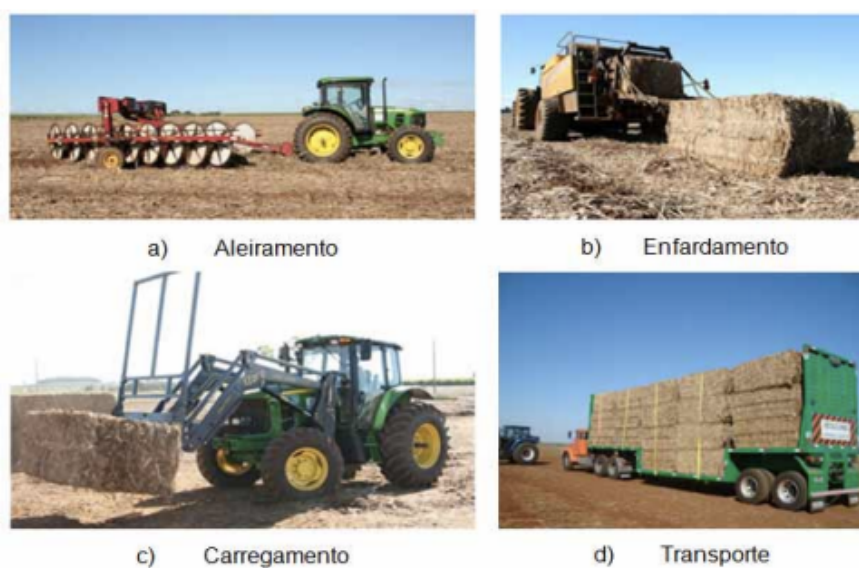 a) Aleiramento
b) Enfardamento
c) Carregamento
d) Transporte